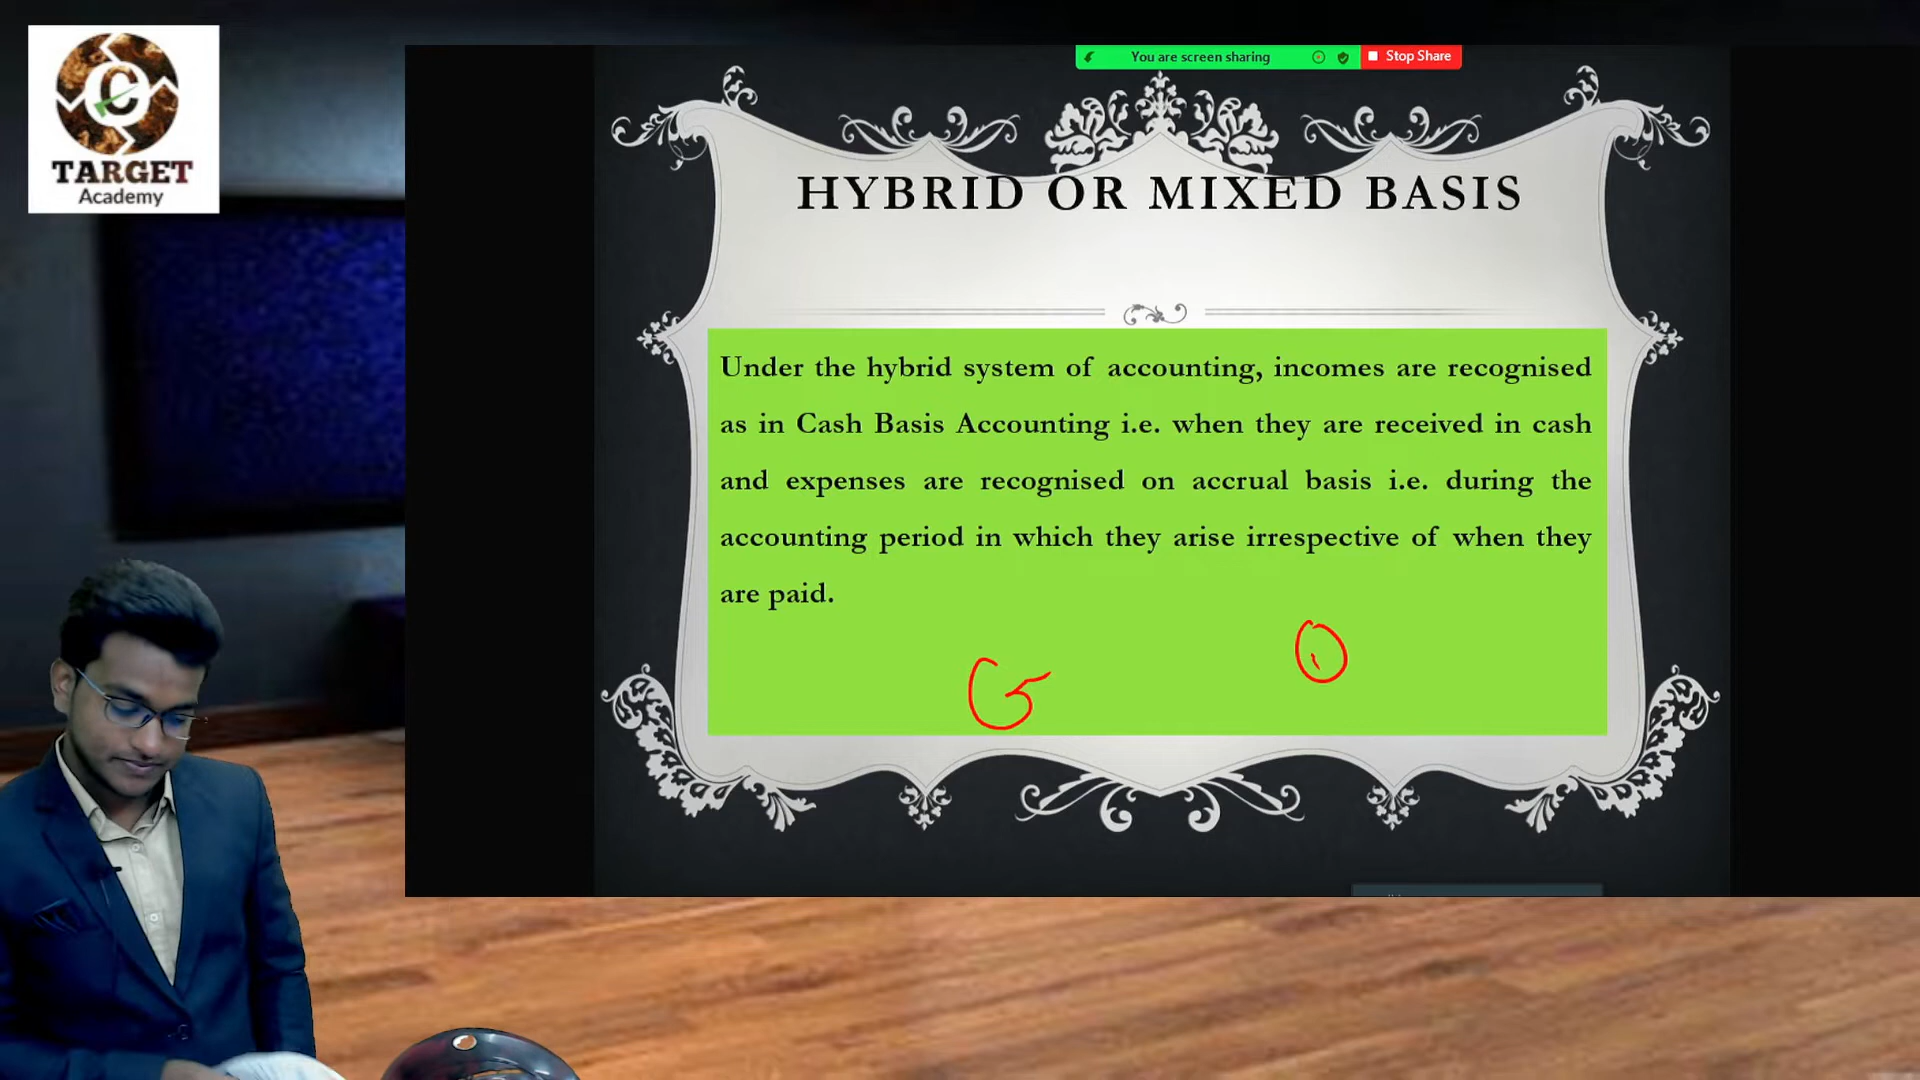 C
TARGET
Academy
You are screen sharing
Stop Share
HYBRID OR MIXED BASIS
Under the hybrid system of accounting, incomes are recognised
as in Cash Basis Accounting i.e. when they are received in cash
and expenses are recognised on accrual basis i.e. during the
accounting period in which they arise irrespective of when they
are paid.